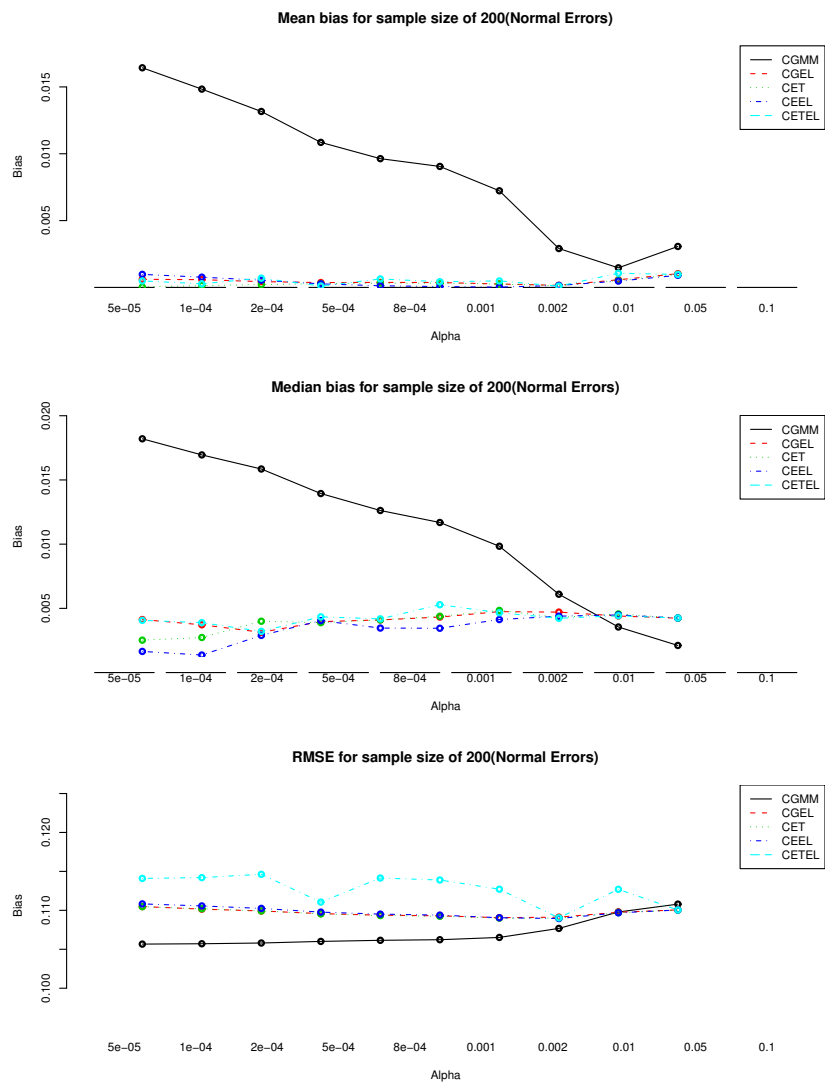 Mean bias for sample size of 200(Normal Errors)
CGMM
CGEL
CET
CEEL
CETEL
0.015
0.010
0.005
Bias
5e−05 1e−04 2e−04 5e−04 8e−04 0.001 0.002 0.01 0.05 0.1
Alpha
Median bias for sample size of 200(Normal Errors)
CGMM
CGEL
CET
CEEL
CETEL
0.020
0.015
0.010
0.005
Bias
5e−05 1e−04 2e−04 5e−04 8e−04 0.001 0.002 0.01 0.05 0.1
Alpha
RMSE for sample size of 200(Normal Errors)
CGMM
CGEL
CET
CEEL
CETEL
0.120
0.110
0.100
Bias
5e−05 1e−04 2e−04 5e−04 8e−04 0.001 0.002 0.01 0.05 0.1
Alpha